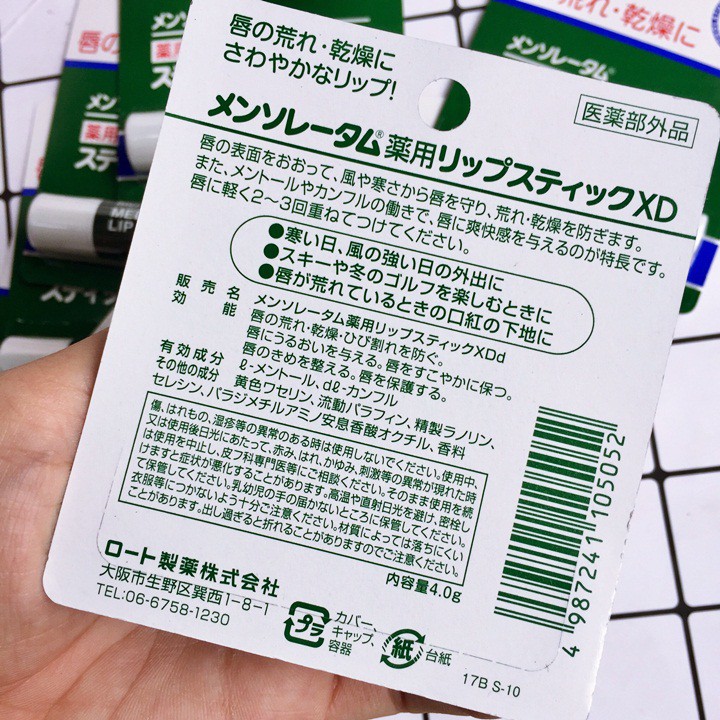 唇の荒れ・乾燥に
さわやかなリップ!
医薬部外品
メンソレータム®薬用リップスティックXD
唇の表面をおおって、風や寒さから唇を守り、荒れ・乾燥を防ぎます。
また、メントールやカンフルの働きで、唇に爽快感を与えるのが特長です。
唇に軽く2〜3回重ねてつけてください。
●寒い日、風の強い日の外出に
●スキーや冬のゴルフを楽しむときに
●唇が荒れているときの口紅の下地に
販売名 メンソレータム薬用リップスティックXDd
効能 唇の荒れ・乾燥・ひび割れを防ぐ。
唇にうるおいを与える。唇をすこやかに保つ。
唇のきめを整える。唇を保護する。
有効成分 ℓ-メントール、dℓ-カンフル
その他の成分 黄色ワセリン、流動パラフィン、精製ラノリン、
セレシン、パラジメチルアミノ安息香酸オクチル、香料
傷、はれもの、湿疹等の異常のある時は使用しないでください。使用中、
又は使用後日光にあたって、赤み、はれ、かゆみ、刺激等の異常が現れた時
は使用を中止し、皮フ科専門医等にご相談ください。そのまま使用を続
けますと症状が悪化することがあります。高温や直射日光を避け、密栓し
て保管してください。乳幼児の手の届かないところに保管してください。
衣服等につかないよう十分ご注意ください。材質によっては落ちにくい
ことがあります。出し過ぎると折れることがありますのでご注意ください。
内容量4.0g
ロート製薬株式会社
大阪市生野区巽西1-8-1
TEL:06-6758-1230
プラ
カバー、
キャップ、
容器
紙
台紙
17B S-10
4 987241 105052
唇の
メン
薬用
ステ
荒れ・乾燥に
メンソレータム